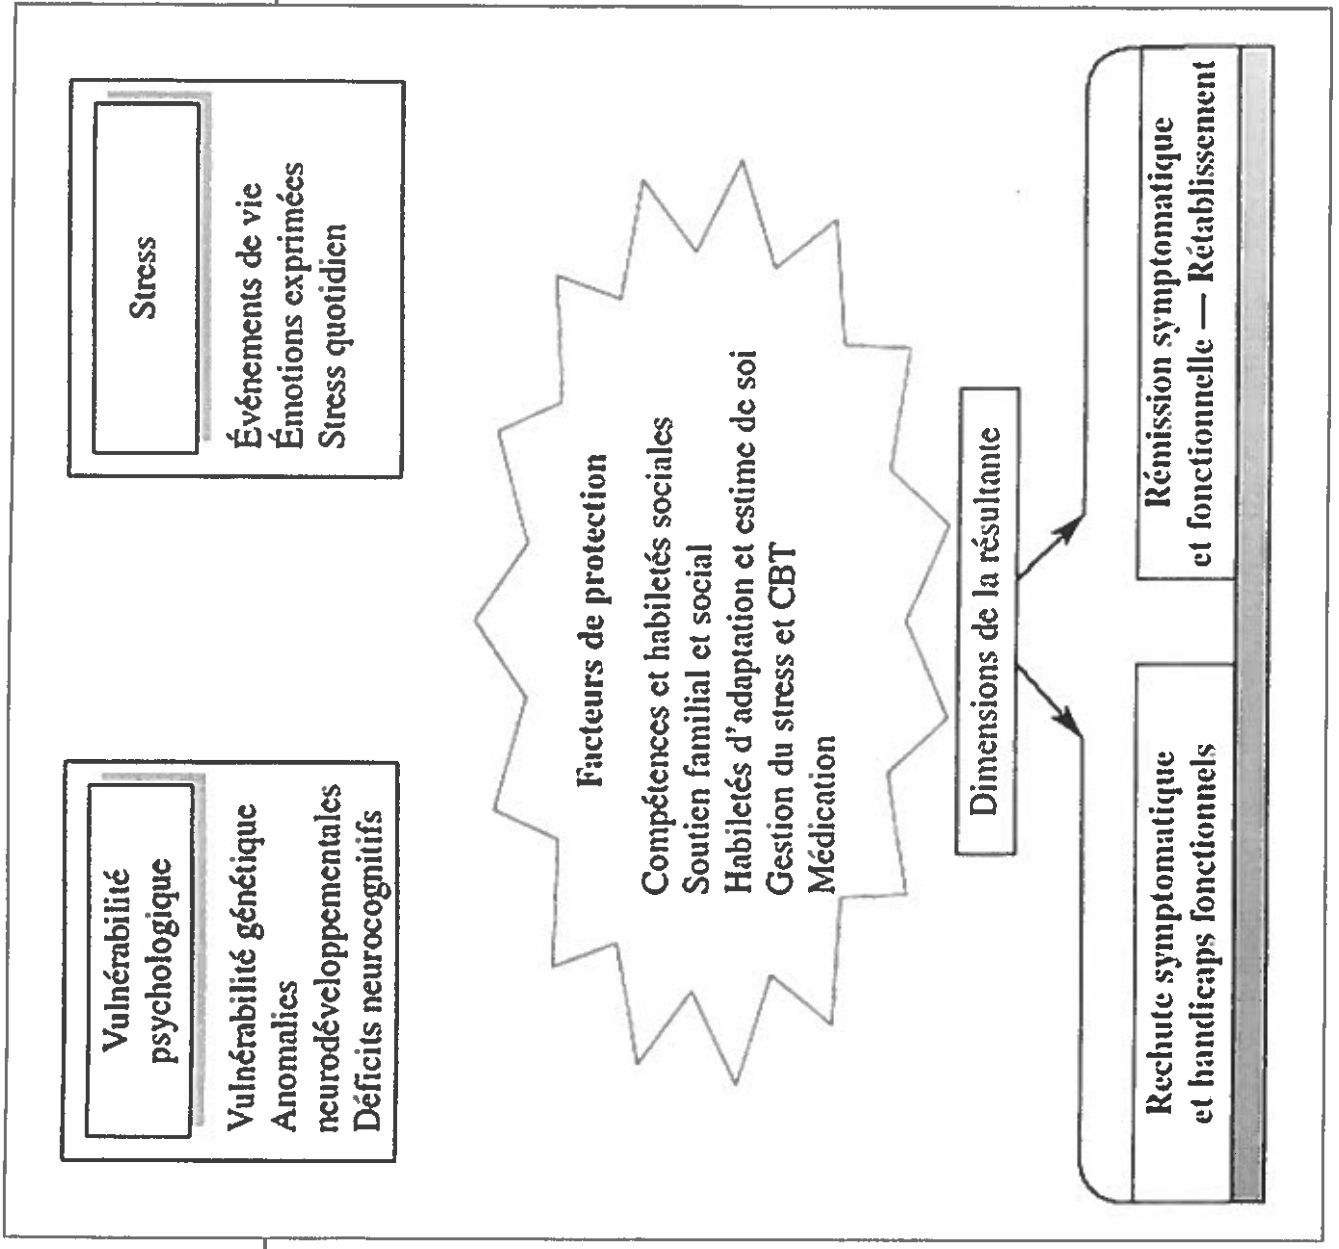 Vulnérabilité
psychologique
Vulnérabilité génétique
Anomalies
neurodéveloppementales
Déficits neurocognitifs
Stress
Événements de vie
Émotions exprimées
Stress quotidien
Facteurs de protection
Compétences et habiletés sociales
Soutien familial et social
Habiletés d'adaptation et estime de soi
Gestion du stress et CBT
Médication
Dimensions de la résultante
Rechute symptomatique
et handicaps fonctionnels
Rémission symptomatique
et fonctionnelle — Rétablissement